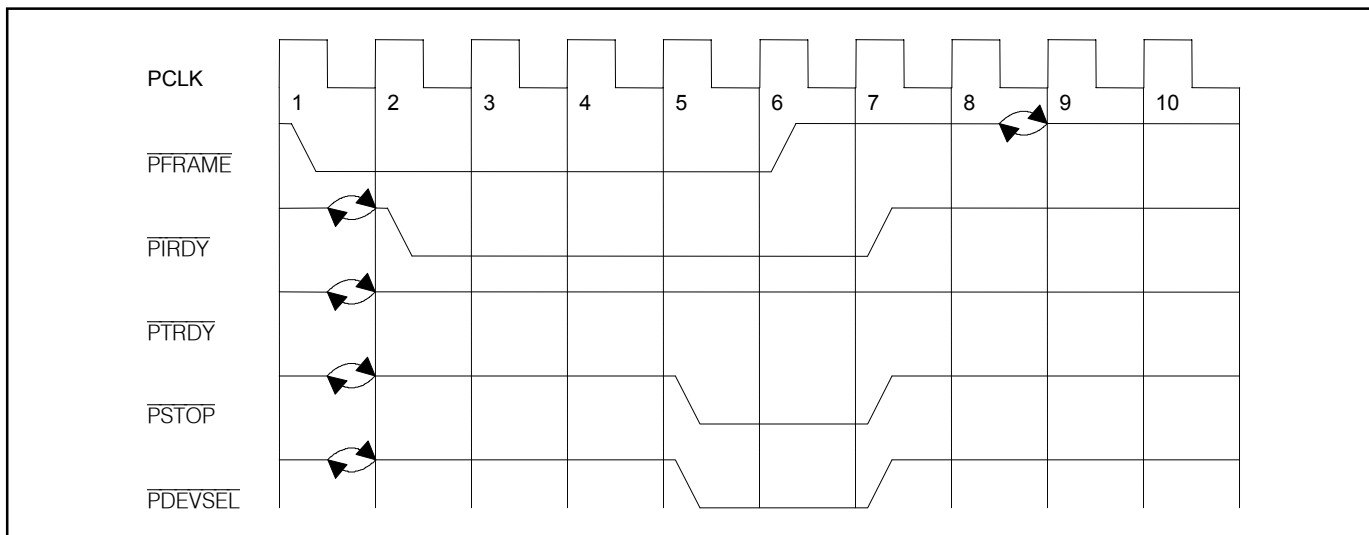 PCLK
1 2 3 4 5 6 7 8 9 10
PFRAME
PIRDY
PTRDY
PSTOP
PDEVSEL